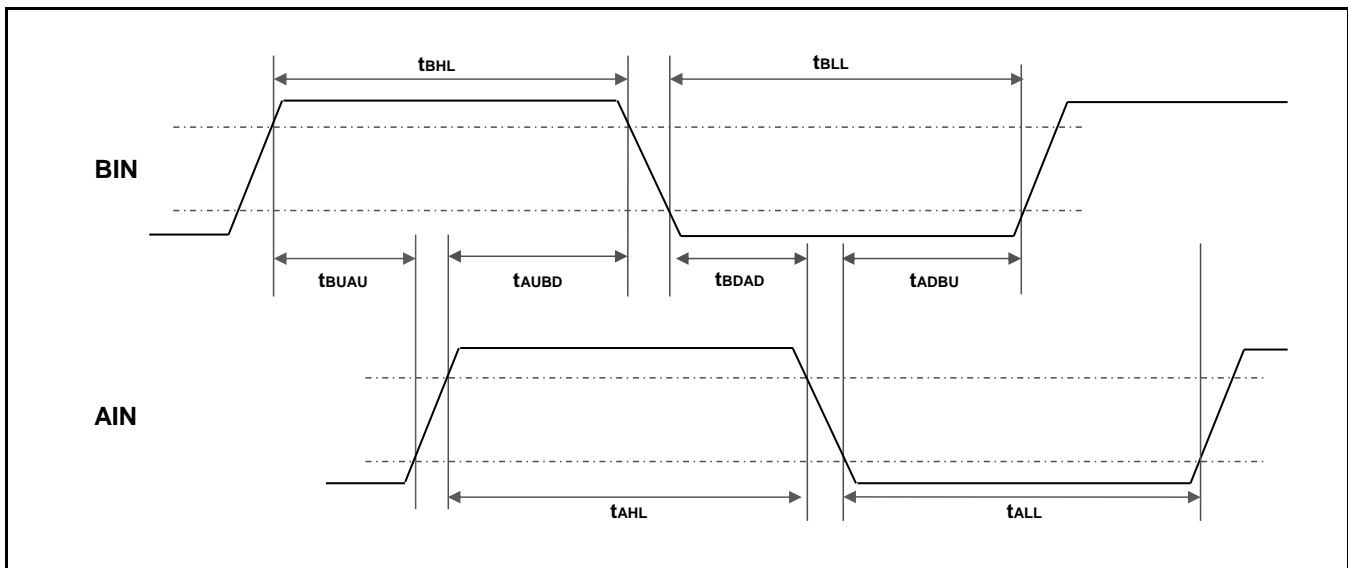 tBHL
tBLL
BIN
tBUAU
tAUBD
tBDAD
tADBU
AIN
tAHL
tALL